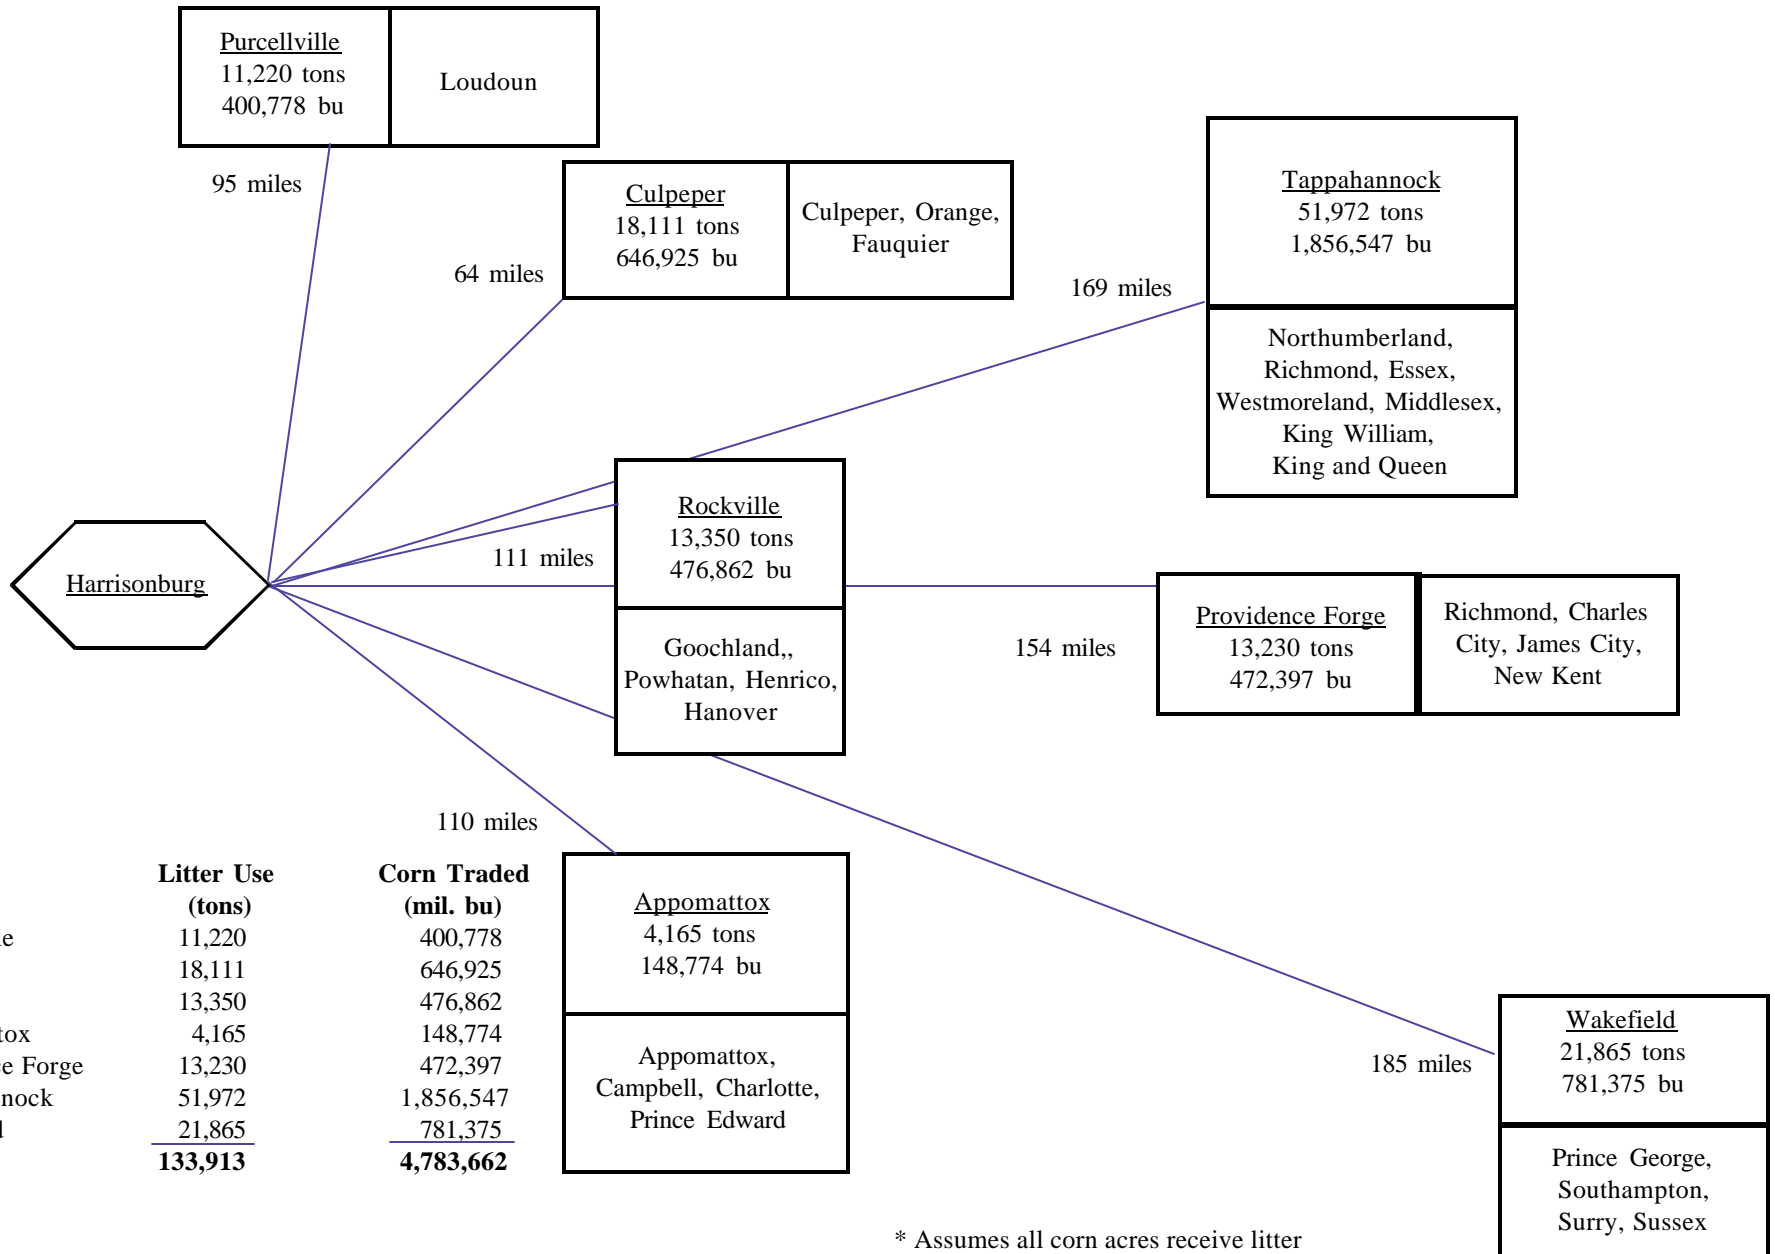 Purcellville
11,220 tons
400,778 bu
Loudoun
95 miles
Culpeper
18,111 tons
646,925 bu
Culpeper, Orange,
Fauquier
64 miles
Tappahannock
51,972 tons
1,856,547 bu
169 miles
Northumberland,
Richmond, Essex,
Westmoreland, Middlesex,
King William,
King and Queen
Harrisonburg
Rockville
13,350 tons
476,862 bu
111 miles
Goochland,,
Powhatan, Henrico,
Hanover
154 miles
Providence Forge
13,230 tons
472,397 bu
Richmond, Charles
City, James City,
New Kent
110 miles
Appomattox
4,165 tons
148,774 bu
Appomattox,
Campbell, Charlotte,
Prince Edward
185 miles
Wakefield
21,865 tons
781,375 bu
Prince George,
Southampton,
Surry, Sussex
Litter Use Corn Traded
(tons) (mil. bu)
le 11,220 400,778
18,111 646,925
13,350 476,862
tox 4,165 148,774
e Forge 13,230 472,397
nock 51,972 1,856,547
d 21,865 781,375
133,913 4,783,662
* Assumes all corn acres receive litter